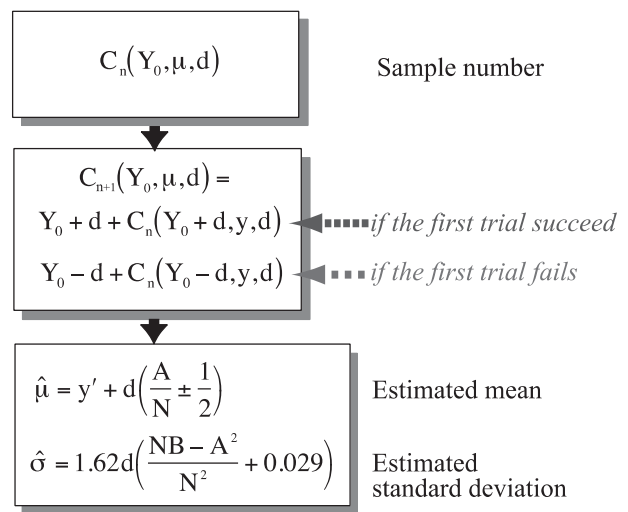 Cₙ(Y₀,μ,d)
Sample number
Cₙ₊₁(Y₀,μ,d) =
Y₀ + d + Cₙ(Y₀ + d,y,d)
if the first trial succeed
Y₀ − d + Cₙ(Y₀ − d,y,d)
if the first trial fails
μ̂ = y′ + d(A/N ± 1/2)
Estimated mean
σ̂ = 1.62d((NB − A²)/N² + 0.029)
Estimated
standard deviation